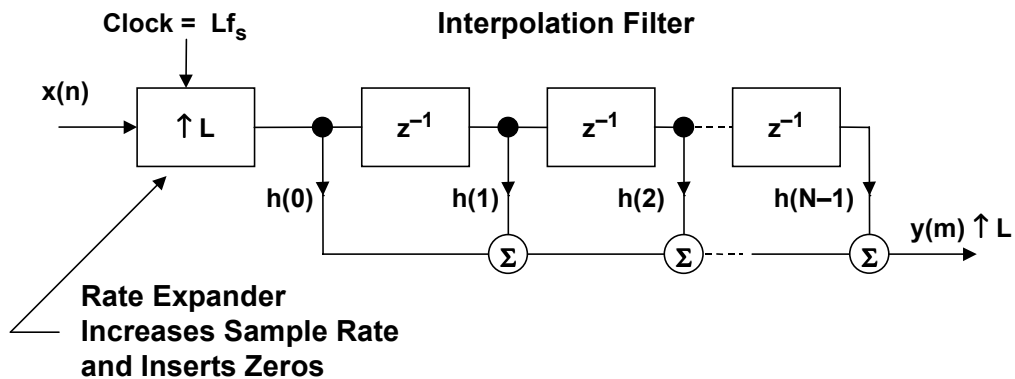 Clock = Lfs
Interpolation Filter
x(n)
↑ L
z–1
z–1
z–1
h(0)
h(1)
h(2)
h(N–1)
y(m) ↑ L
Σ
Σ
Σ
Rate Expander
Increases Sample Rate
and Inserts Zeros